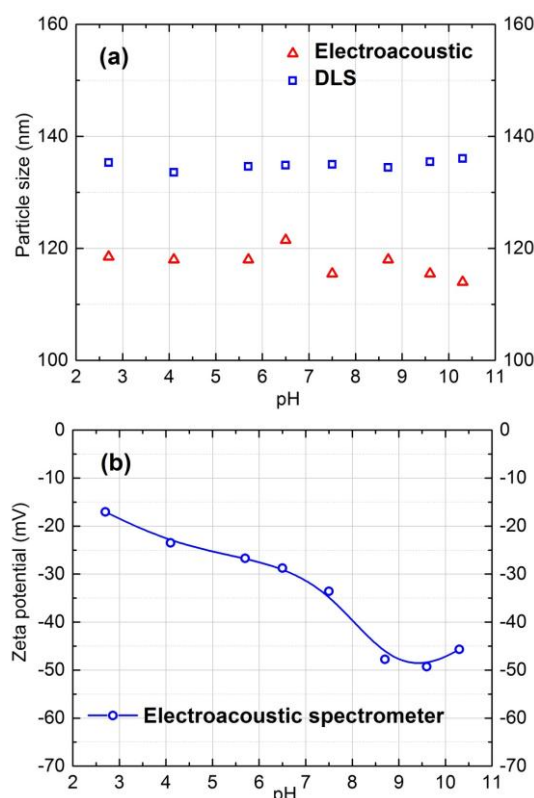 (a)
Electroacoustic
DLS
Particle size (nm)
160
140
120
100
160
140
120
100
2 3 4 5 6 7 8 9 10 11
pH
(b)
Zeta potential (mV)
0
-10
-20
-30
-40
-50
-60
-70
0
-10
-20
-30
-40
-50
-60
-70
Electroacoustic spectrometer
2 3 4 5 6 7 8 9 10 11
pH